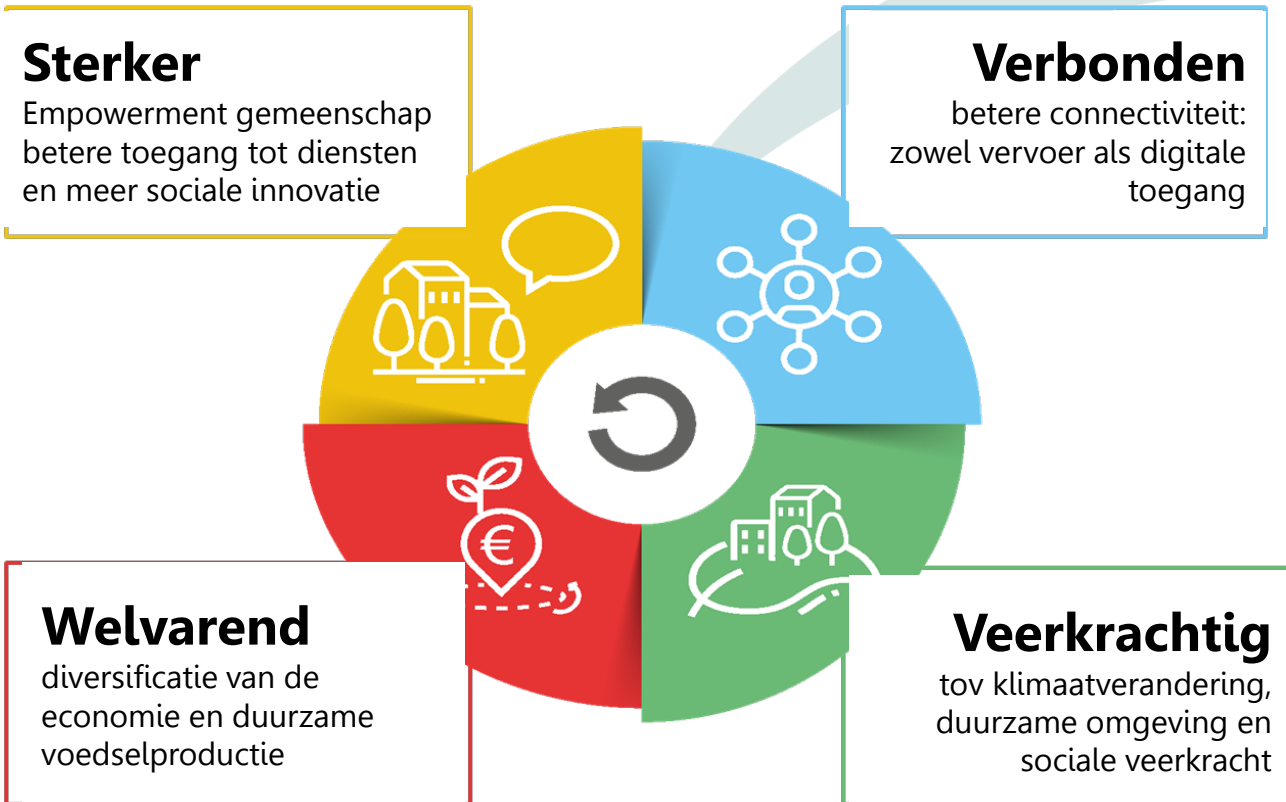 Sterker
Empowerment gemeenschap
betere toegang tot diensten
en meer sociale innovatie
Verbonden
betere connectiviteit:
zowel vervoer als digitale
toegang
€
Welvarend
diversificatie van de
economie en duurzame
voedselproductie
Veerkrachtig
tov klimaatverandering,
duurzame omgeving en
sociale veerkracht